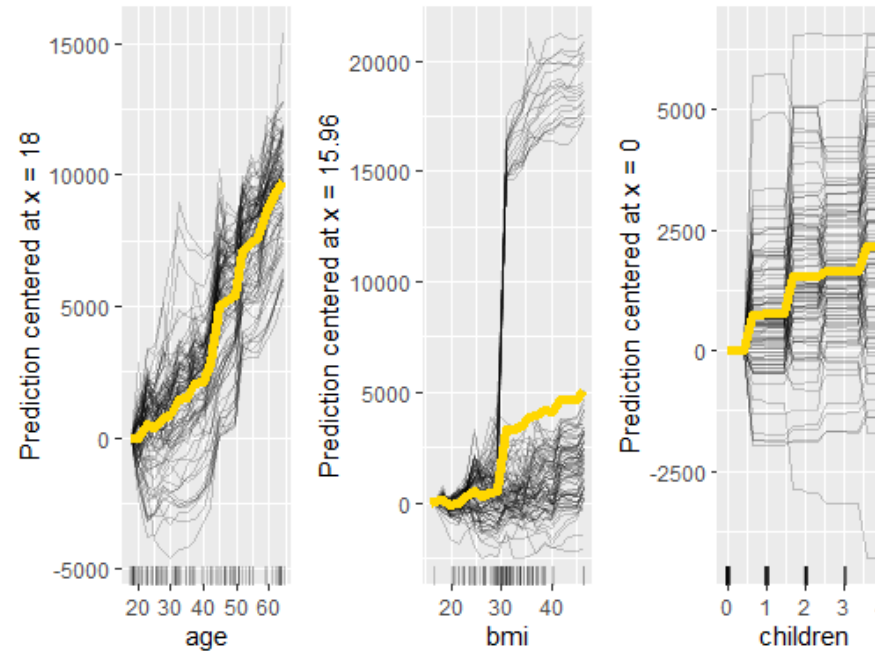 Prediction centered at x = 18
15000
10000
5000
0
-5000
20 30 40 50 60
age
Prediction centered at x = 15.96
20000
15000
10000
5000
0
20 30 40
bmi
Prediction centered at x = 0
5000
2500
0
-2500
0 1 2 3
children